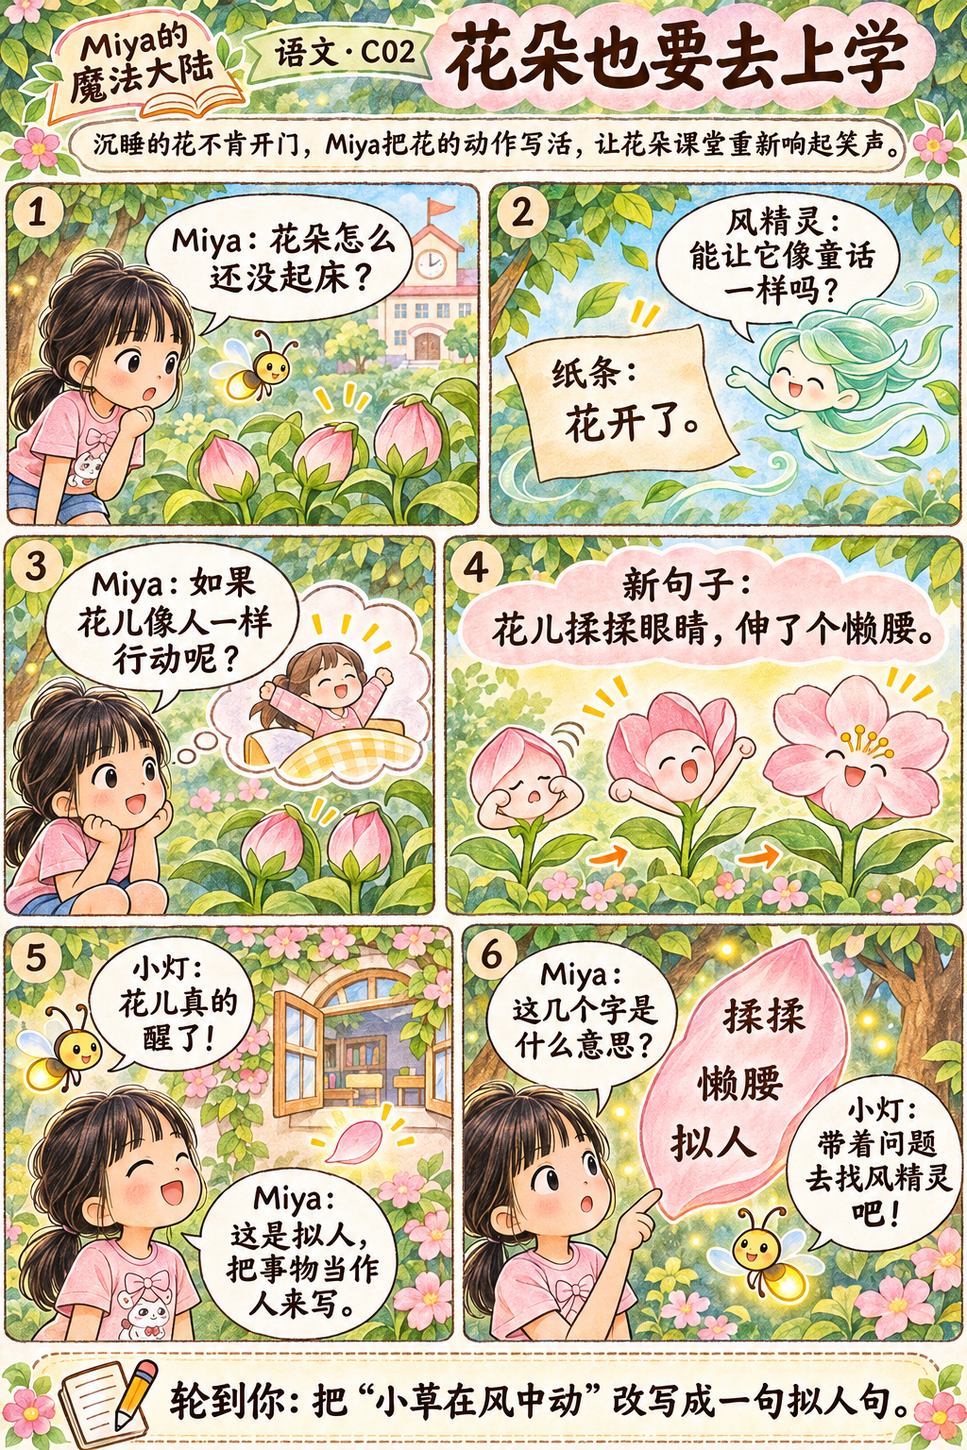 Miya的
魔法大陆
语文·C02
花朵也要去上学
沉睡的花不肯开门，Miya把花的动作写活，让花朵课堂重新响起笑声。
1
Miya：花朵怎么
还没起床？
2
风精灵：
能让它像童话
一样吗？
纸条：
花开了。
3
Miya：如果
花儿像人一样
行动呢？
4
新句子：
花儿揉揉眼睛，伸了个懒腰。
5
小灯：
花儿真的
醒了！
Miya：
这是拟人，
把事物当作
人来写。
6
Miya：
这几个字是
什么意思？
揉揉
懒腰
拟人
小灯：
带着问题
去找风精灵
吧！
轮到你：把“小草在风中动”改写成一句拟人句。